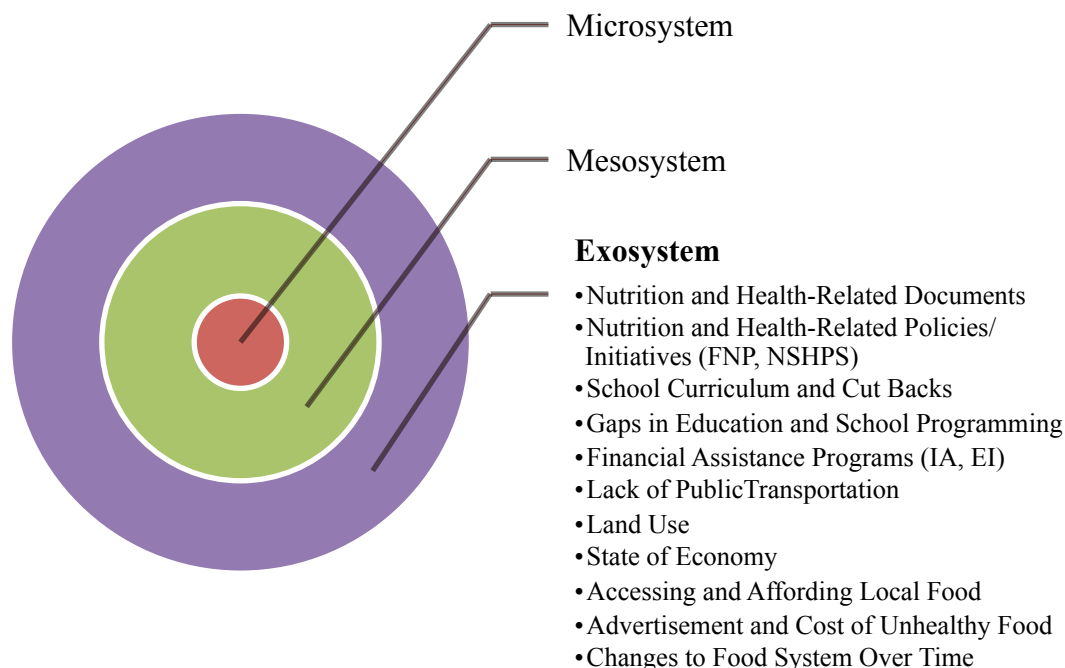 Microsystem
Mesosystem
Exosystem
•Nutrition and Health-Related Documents
•Nutrition and Health-Related Policies/
Initiatives (FNP, NSHPS)
•School Curriculum and Cut Backs
•Gaps in Education and School Programming
•Financial Assistance Programs (IA, EI)
•Lack of PublicTransportation
•Land Use
•State of Economy
•Accessing and Affording Local Food
•Advertisement and Cost of Unhealthy Food
•Changes to Food System Over Time